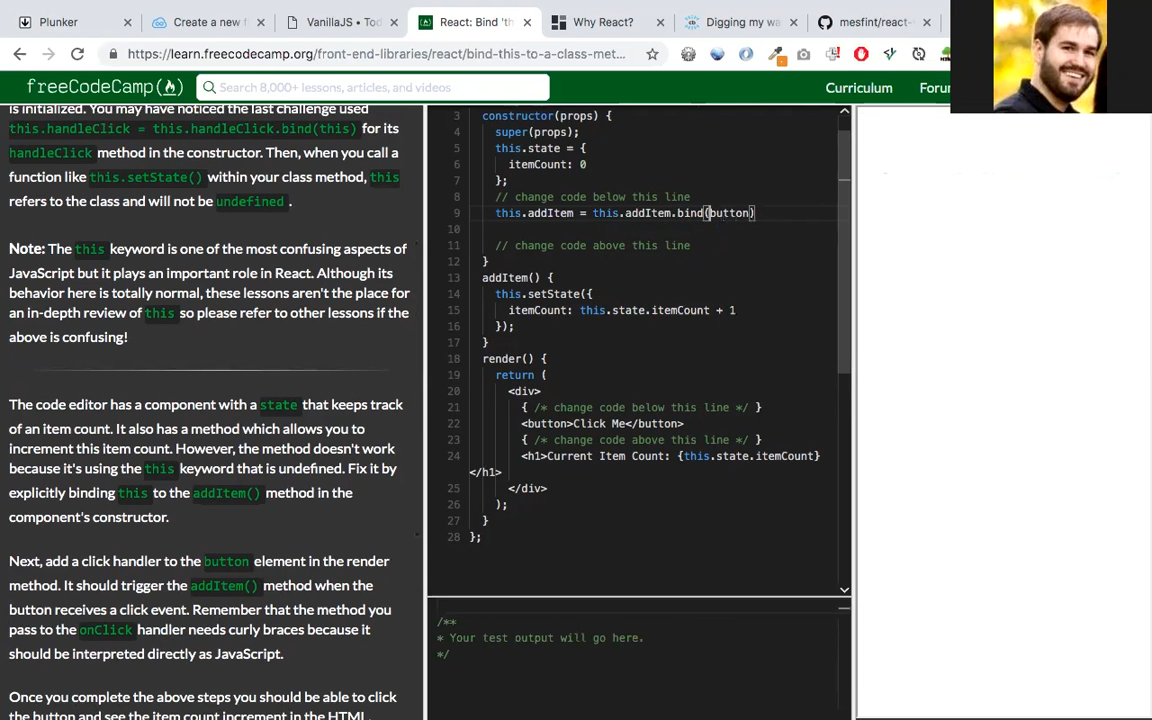 Plunker
Create a new f
VanillaJS • Tod
React: Bind 'th
Why React?
Digging my wa
mesfint/react-
https://learn.freecodecamp.org/front-end-libraries/react/bind-this-to-a-class-met...
freeCodeCamp
Search 8,000+ lessons, articles, and videos
Curriculum
Forum
is initialized. You may have noticed the last challenge used
this.handleClick = this.handleClick.bind(this) for its
handleClick method in the constructor. Then, when you call a
function like this.setState() within your class method, this
refers to the class and will not be undefined .
Note: The this keyword is one of the most confusing aspects of
JavaScript but it plays an important role in React. Although its
behavior here is totally normal, these lessons aren't the place for
an in-depth review of this so please refer to other lessons if the
above is confusing!
The code editor has a component with a state that keeps track
of an item count. It also has a method which allows you to
increment this item count. However, the method doesn't work
because it's using the this keyword that is undefined. Fix it by
explicitly binding this to the addItem() method in the
component's constructor.
Next, add a click handler to the button element in the render
method. It should trigger the addItem() method when the
button receives a click event. Remember that the method you
pass to the onClick handler needs curly braces because it
should be interpreted directly as JavaScript.
Once you complete the above steps you should be able to click
the button and see the item count increment in the HTML.
3 constructor(props) {
4 super(props);
5 this.state = {
6 itemCount: 0
7 };
8 // change code below this line
9 this.addItem = this.addItem.bind(button)
10
11 // change code above this line
12 }
13 addItem() {
14 this.setState({
15 itemCount: this.state.itemCount + 1
16 });
17 }
18 render() {
19 return (
20 <div>
21 { /* change code below this line */ }
22 <button>Click Me</button>
23 { /* change code above this line */ }
24 <h1>Current Item Count: {this.state.itemCount}
</h1>
25 </div>
26 );
27 }
28 };
/**
* Your test output will go here.
*/